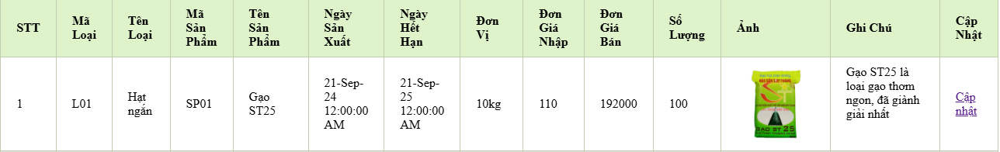 STT
Mã
Loại
Tên
Loại
Mã
Sản
Phẩm
Tên
Sản
Phẩm
Ngày
Sản
Xuất
Ngày
Hết
Hạn
Đơn
Vị
Đơn
Giá
Nhập
Đơn
Giá
Bán
Số
Lượng
Ảnh
Ghi Chú
Cập
Nhật
1
L01
Hạt
ngắn
SP01
Gạo
ST25
21-Sep-
24
12:00:00
AM
21-Sep-
25
12:00:00
AM
10kg
110
192000
100
ST
GAO ST 25
Gạo ST25 là
loại gạo thơm
ngon, đã giành
giải nhất
Cập
nhật